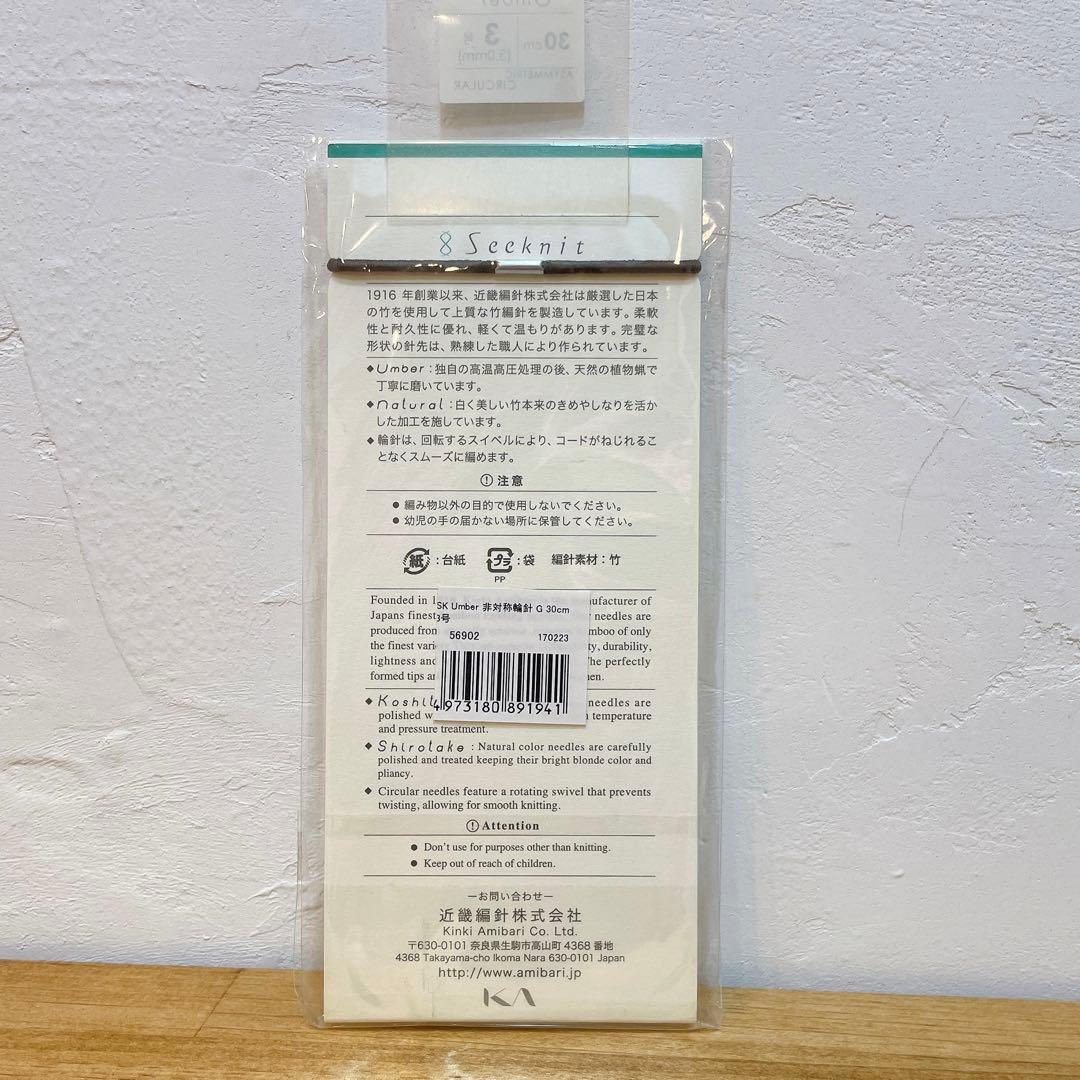 30cm
3号
(3.0mm)
ASYMMETRIC
CIRCULAR
Seeknit
1916 年創業以来、近畿編針株式会社は厳選した日本
の竹を使用して上質な竹編針を製造しています。柔軟
性と耐久性に優れ、軽くて温もりがあります。完璧な
形状の針先は、熟練した職人により作られています。
◆Umber:独自の高温高圧処理の後、天然の植物蝋で
丁寧に磨いています。
◆natural:白く美しい竹本来のきめやしなりを活か
した加工を施しています。
◆輪針は、回転するスイベルにより、コードがねじれるこ
となくスムーズに編めます。
注意
● 編み物以外の目的で使用しないでください。
● 幼児の手の届かない場所に保管してください。
紙:台紙 プラ:袋 編針素材:竹
PP
Founded in ufacturer of
Japans finest needles are
produced from mboo of only
the finest ty, durability,
lightness and The perfectly
formed tips
SK Umber 非対称輪針 G 30cm
3号
56902 170223
4973180891941
◆ needles are
polished temperature
and pressure treatment.
◆ Shirotake : Natural color needles are carefully
polished and treated keeping their bright blonde color and
pliancy.
◆ Circular needles feature a rotating swivel that prevents
twisting, allowing for smooth knitting.
Attention
● Don't use for purposes other than knitting.
● Keep out of reach of children.
—お問い合わせ—
近畿編針株式会社
Kinki Amibari Co. Ltd.
〒630-0101 奈良県生駒市高山町 4368 番地
4368 Takayama-cho Ikoma Nara 630-0101 Japan
http://www.amibari.jp
KA